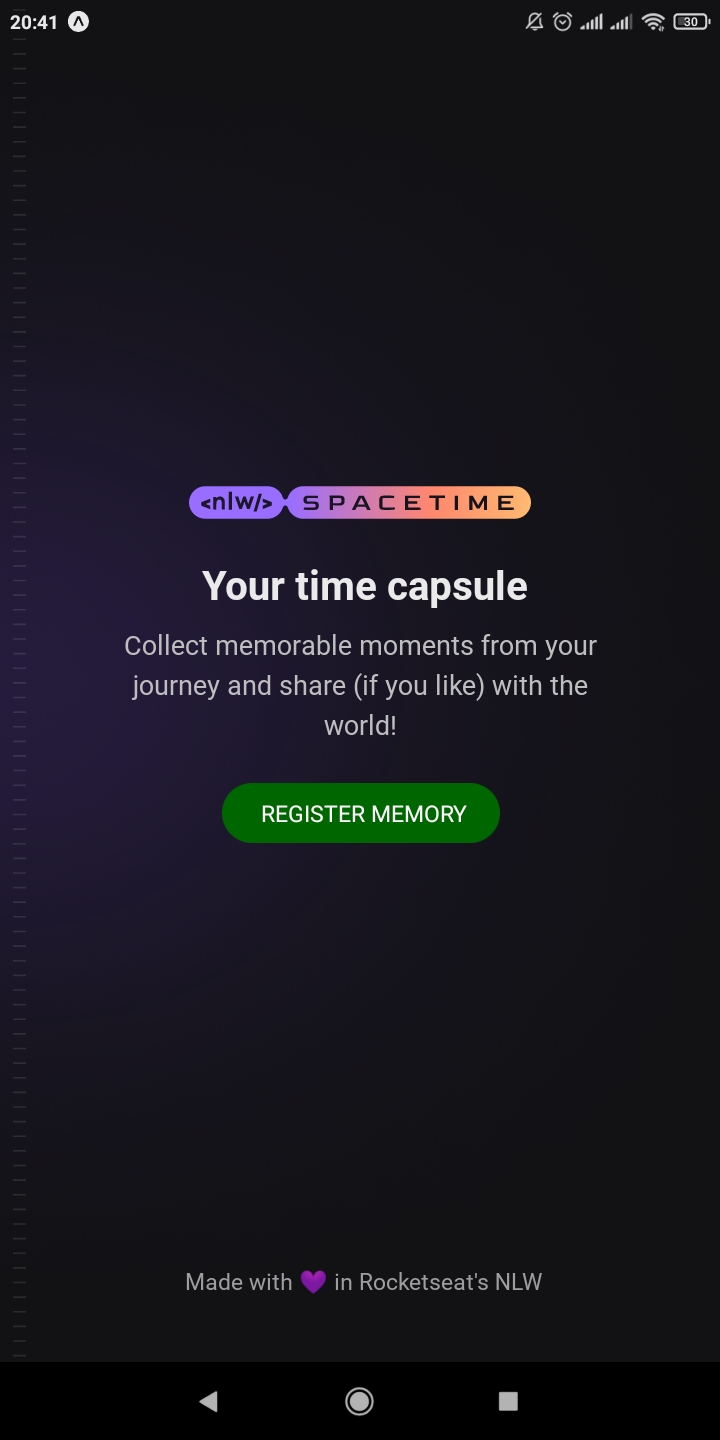 20:41
30
<nlw/> SPACETIME
Your time capsule
Collect memorable moments from your
journey and share (if you like) with the
world!
REGISTER MEMORY
Made with 💜 in Rocketseat's NLW